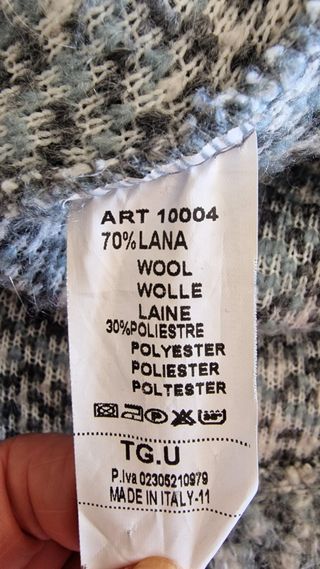 ART 10004
70% LANA
WOOL
WOLLE
LAINE
30%POLIESTRE
POLYESTER
POLIESTER
POLTESTER
TG.U
P.Iva 02305210979
MADE IN ITALY-11